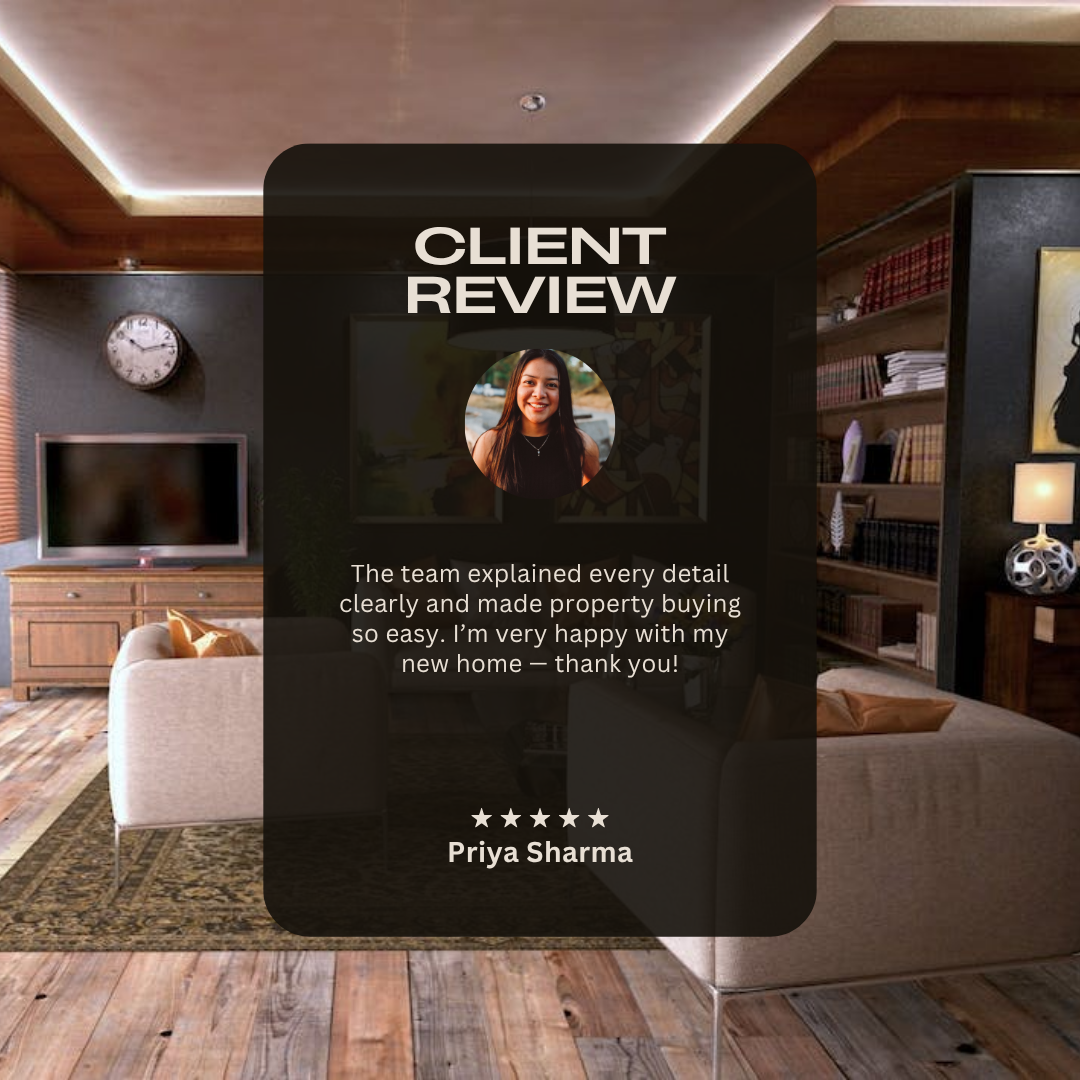 CLIENT
REVIEW
The team explained every detail
clearly and made property buying
so easy. I’m very happy with my
new home — thank you!
★★★★★
Priya Sharma